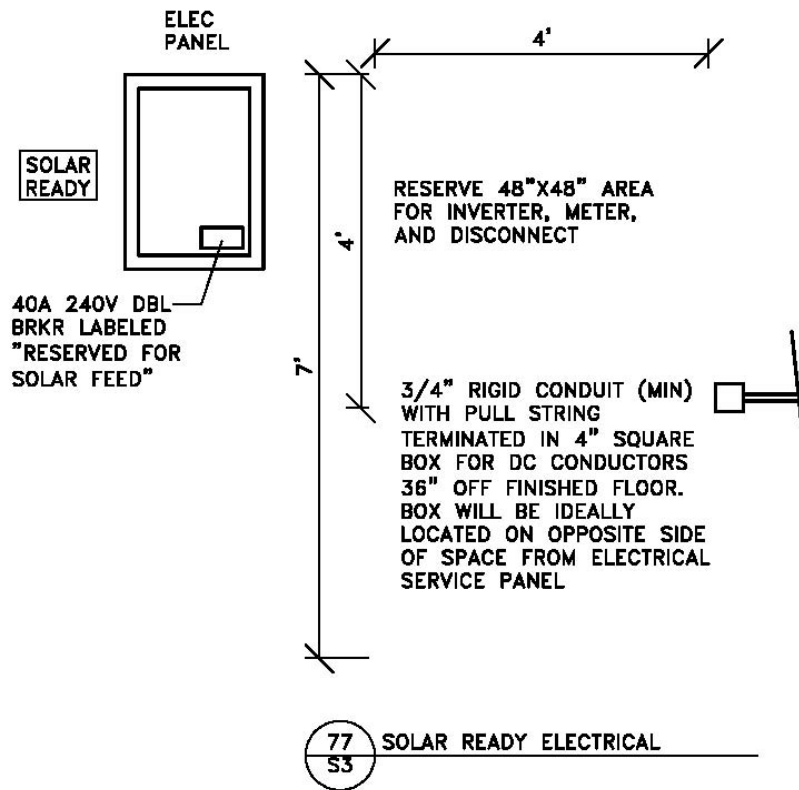 ELEC
PANEL
4'
SOLAR
READY
RESERVE 48"X48" AREA
FOR INVERTER, METER,
AND DISCONNECT
4'
40A 240V DBL
BRKR LABELED
"RESERVED FOR
SOLAR FEED"
7'
3/4" RIGID CONDUIT (MIN)
WITH PULL STRING
TERMINATED IN 4" SQUARE
BOX FOR DC CONDUCTORS
36" OFF FINISHED FLOOR.
BOX WILL BE IDEALLY
LOCATED ON OPPOSITE SIDE
OF SPACE FROM ELECTRICAL
SERVICE PANEL
77
S3
SOLAR READY ELECTRICAL